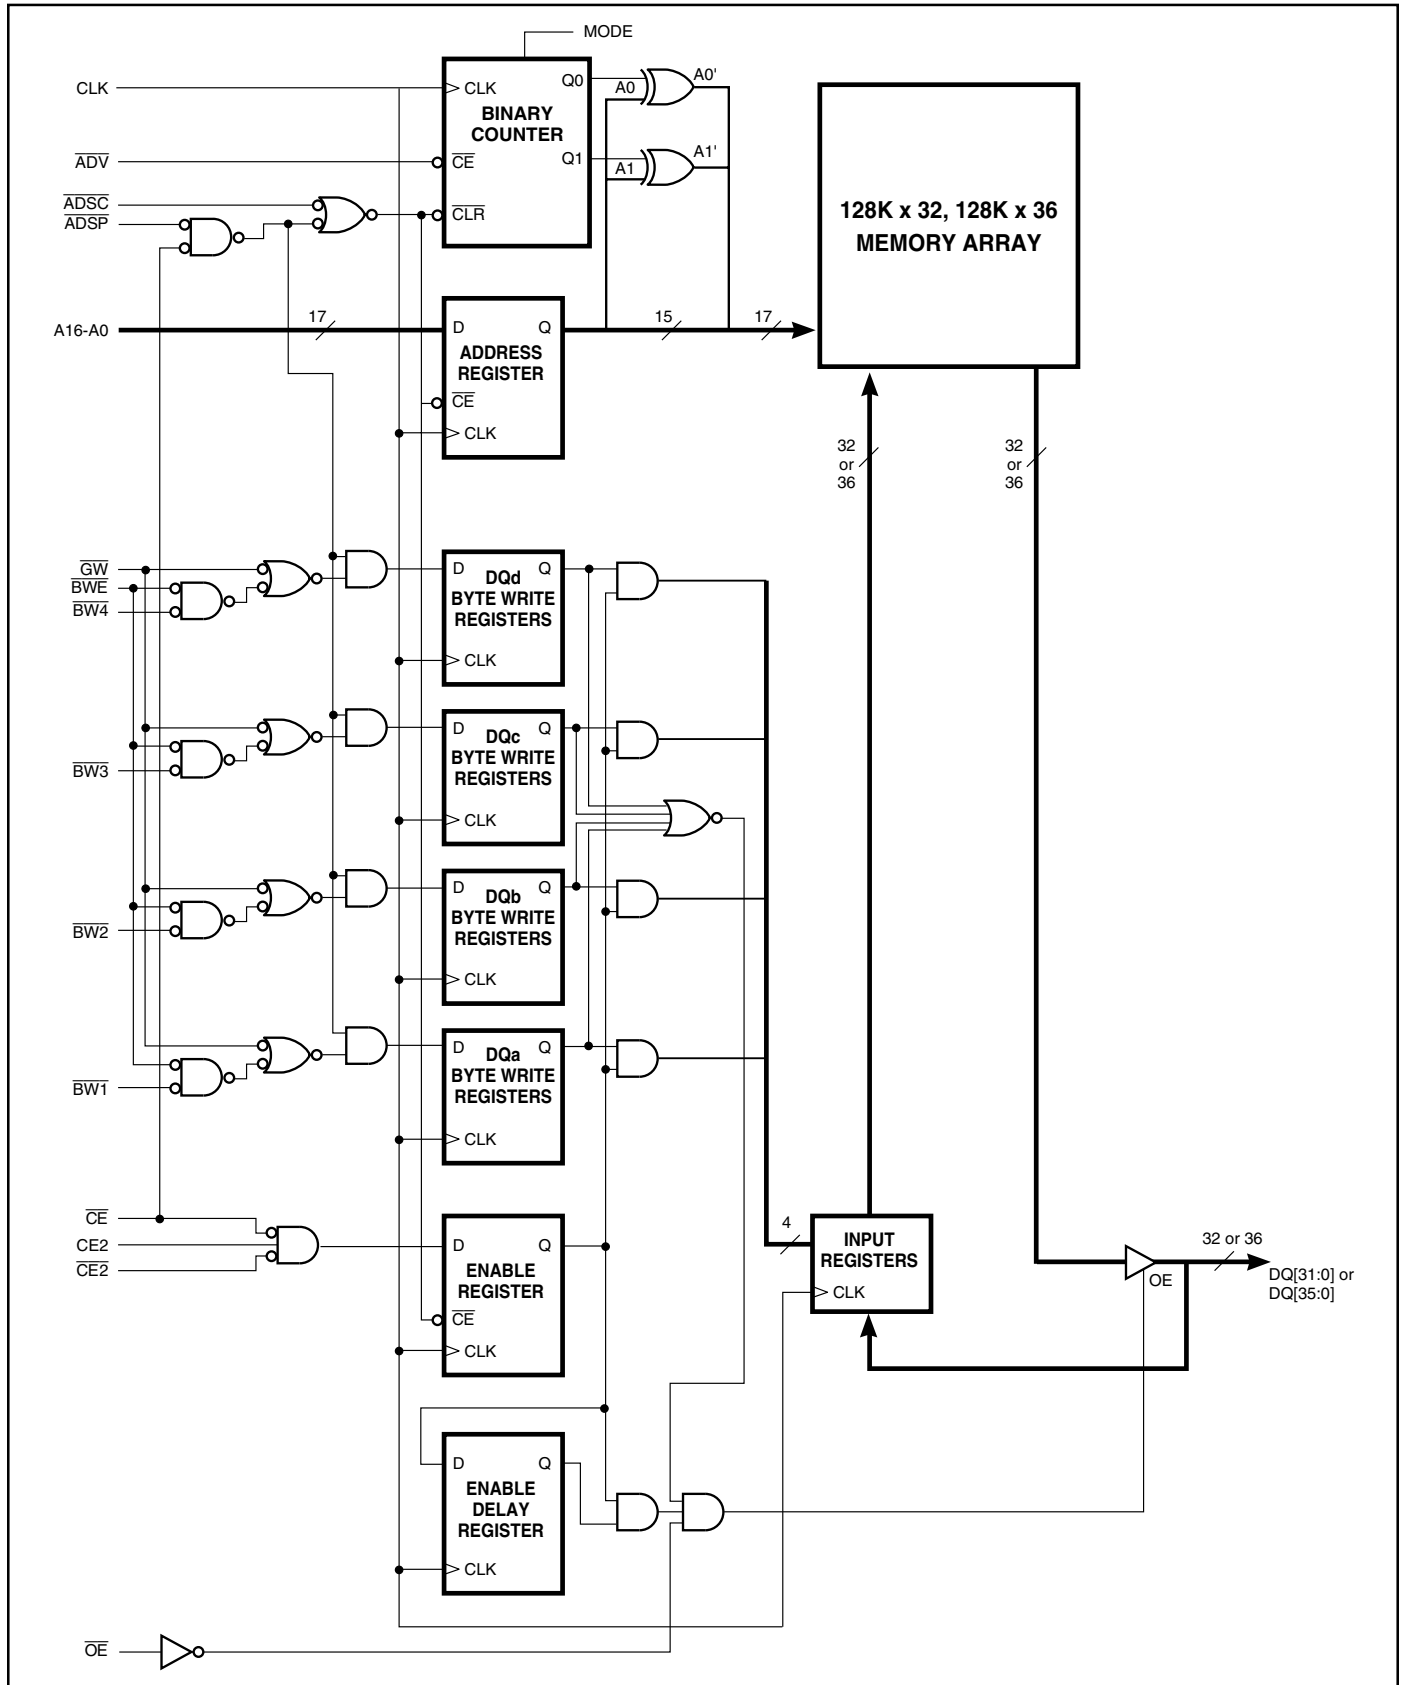 MODE
CLK
CLK
Q0
A0
A0'
BINARY
COUNTER
ADV
CE
Q1
A1
A1'
ADSC
ADSP
CLR
128K x 32, 128K x 36
MEMORY ARRAY
A16-A0
17
D
Q
15
17
ADDRESS
REGISTER
CE
CLK
32
or
36
32
or
36
GW
BWE
BW4
D
Q
DQd
BYTE WRITE
REGISTERS
CLK
BW3
D
Q
DQc
BYTE WRITE
REGISTERS
CLK
BW2
D
Q
DQb
BYTE WRITE
REGISTERS
CLK
BW1
D
Q
DQa
BYTE WRITE
REGISTERS
CLK
CE
CE2
CE2
D
Q
ENABLE
REGISTER
CE
CLK
4
INPUT
REGISTERS
CLK
OE
32 or 36
DQ[31:0] or
DQ[35:0]
D
Q
ENABLE
DELAY
REGISTER
CLK
OE